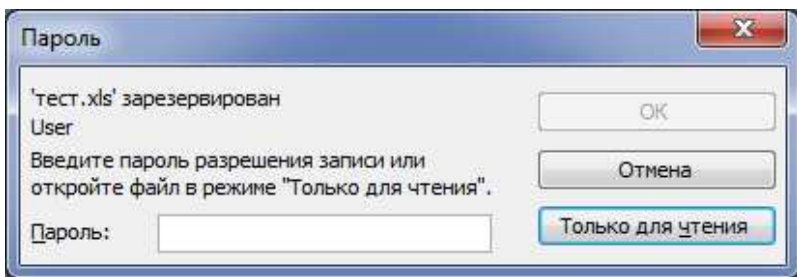 Пароль
'тест.xls' зарезервирован
User
Введите пароль разрешения записи или
откройте файл в режиме "Только для чтения".
Пароль:
OK
Отмена
Только для чтения